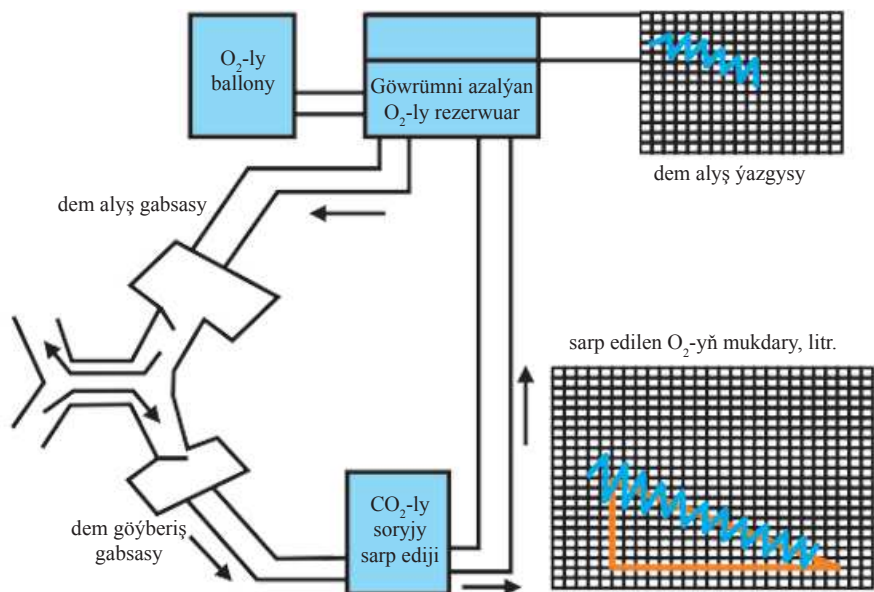 O₂-ly
ballony
Göwrümni azalýan
O₂-ly rezerwuar
dem alyş ýazgysy
dem alyş gabsasy
sarp edilen O₂-yň mukdary, litr.
CO₂-ly
soryjy
sarp ediji
dem göýberiş
gabsasy